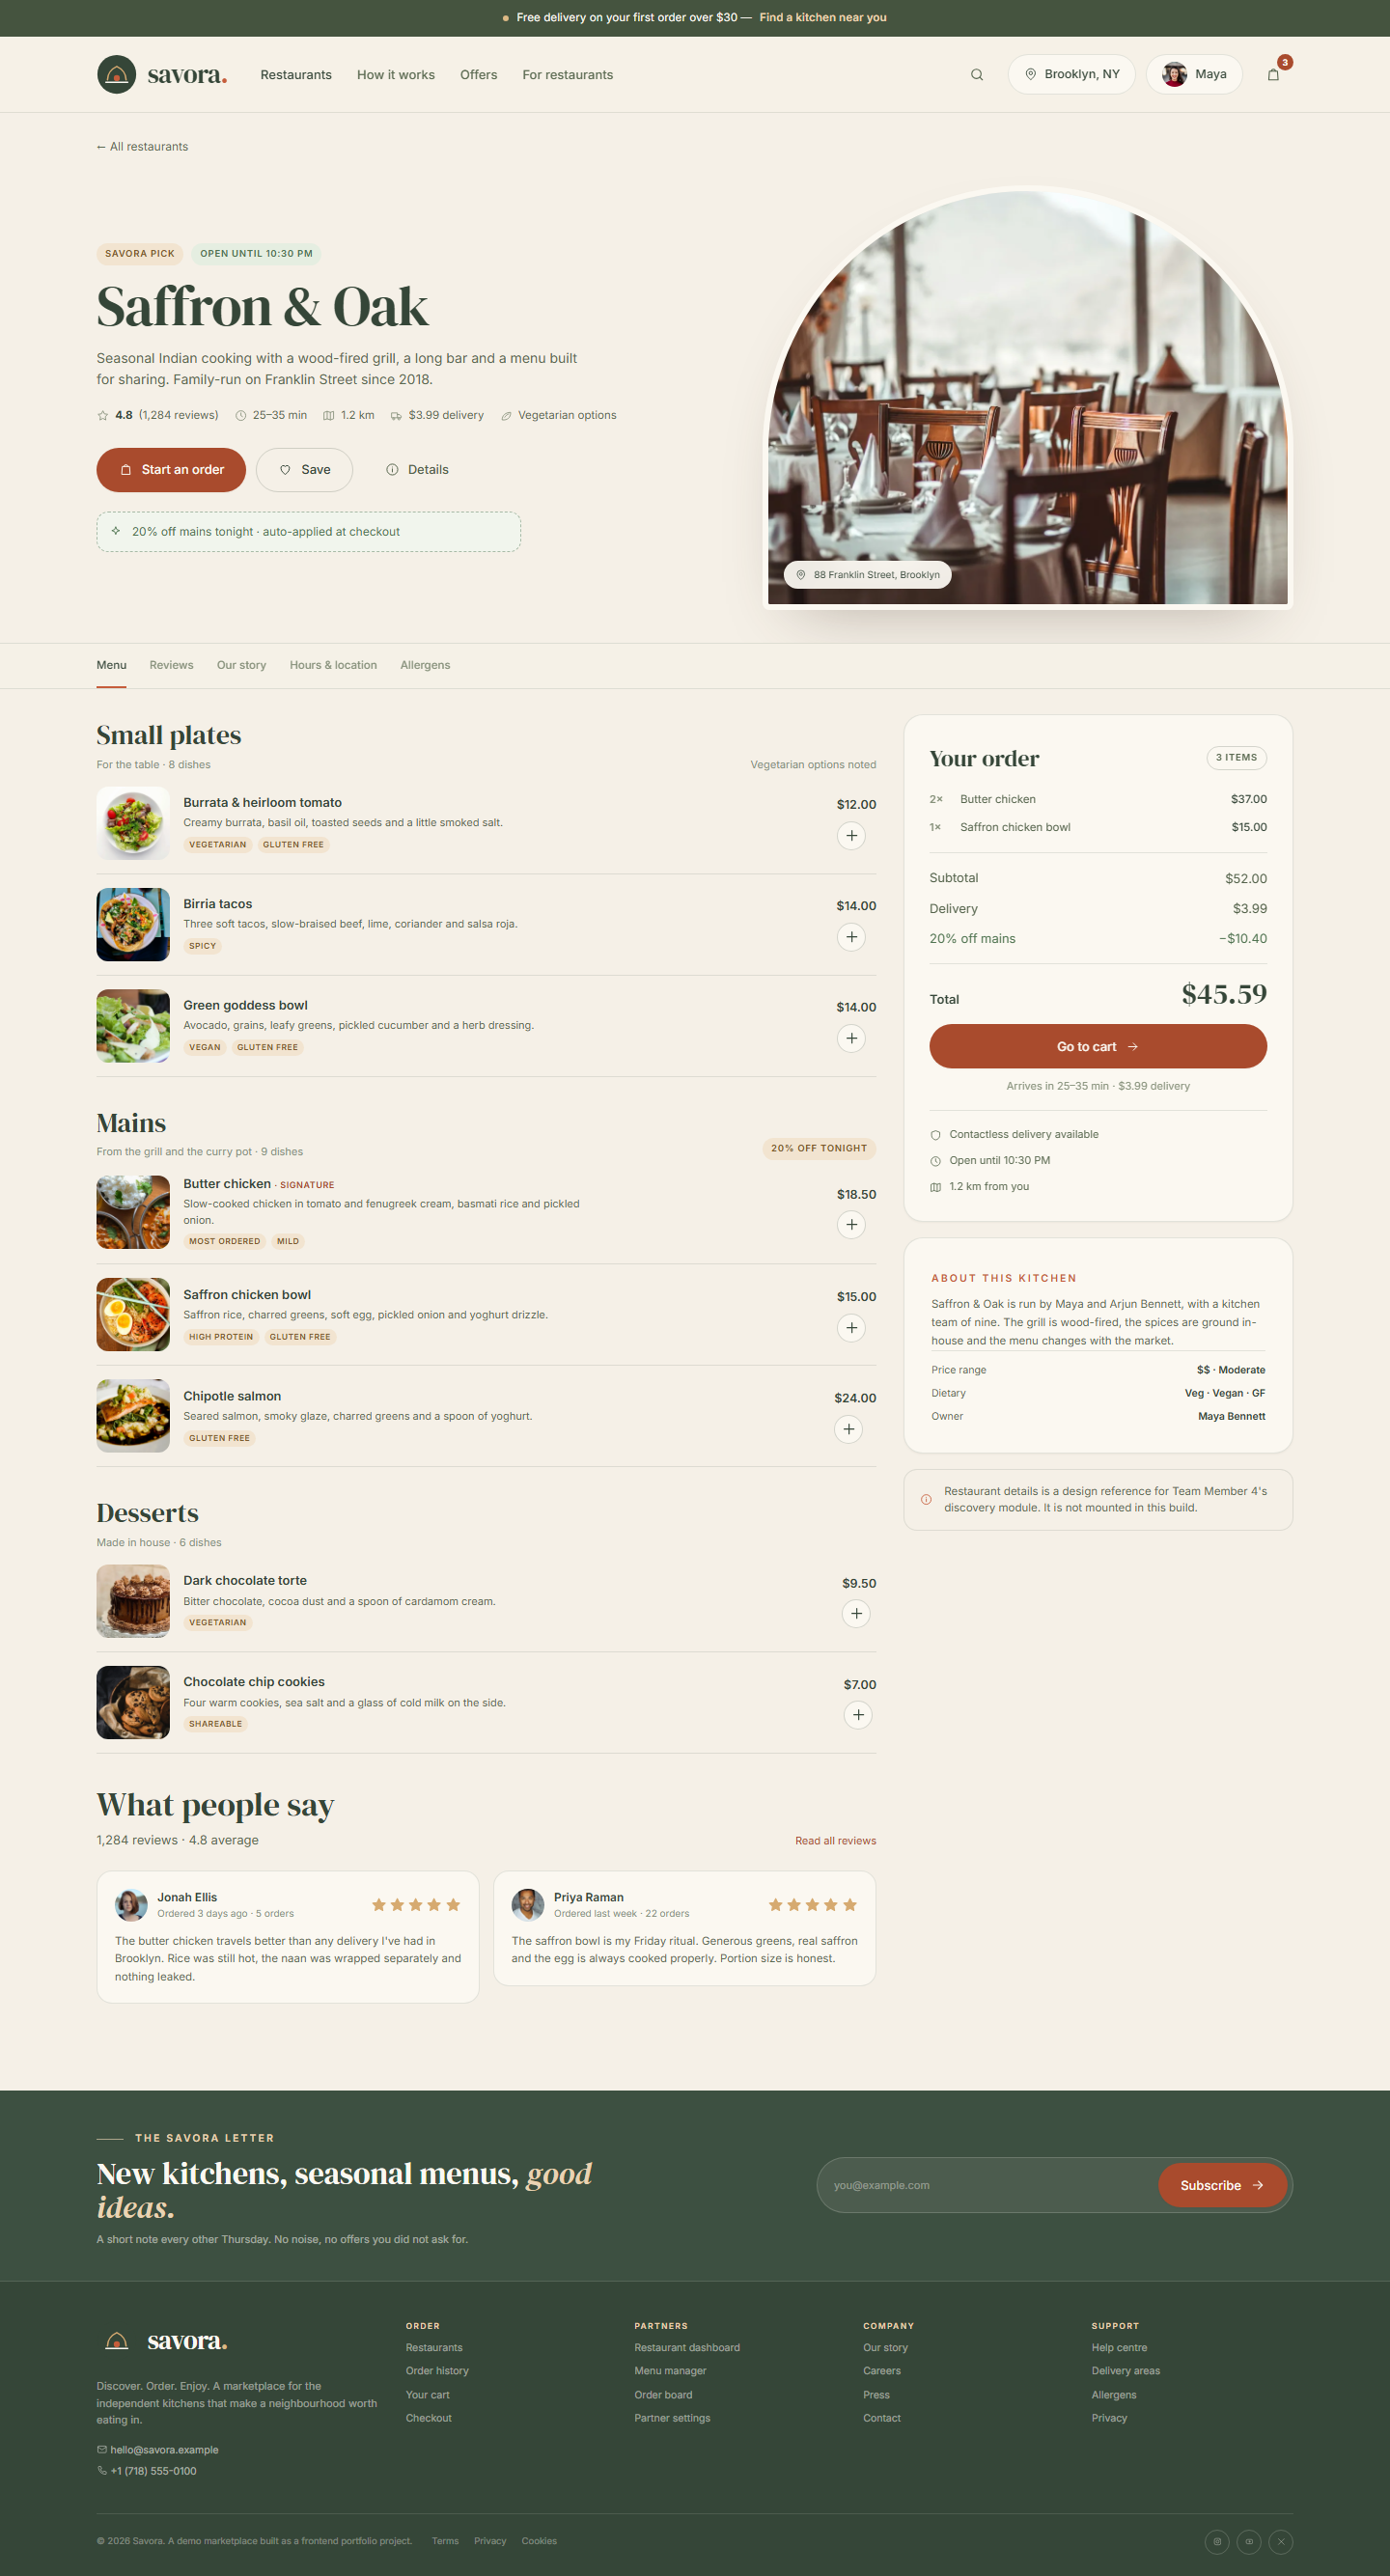 Free delivery on your first order over $30 — Find a kitchen near you
savora.
Restaurants
How it works
Offers
For restaurants
Brooklyn, NY
Maya
3
← All restaurants
SAVORA PICK
OPEN UNTIL 10:30 PM
Saffron & Oak
Seasonal Indian cooking with a wood-fired grill, a long bar and a menu built
for sharing. Family-run on Franklin Street since 2018.
4.8 (1,284 reviews)
25–35 min
1.2 km
$3.99 delivery
Vegetarian options
Start an order
Save
Details
20% off mains tonight · auto-applied at checkout
88 Franklin Street, Brooklyn
Menu
Reviews
Our story
Hours & location
Allergens
Small plates
For the table · 8 dishes
Vegetarian options noted
Burrata & heirloom tomato
$12.00
Creamy burrata, basil oil, toasted seeds and a little smoked salt.
VEGETARIAN
GLUTEN FREE
Birria tacos
$14.00
Three soft tacos, slow-braised beef, lime, coriander and salsa roja.
SPICY
Green goddess bowl
$14.00
Avocado, grains, leafy greens, pickled cucumber and a herb dressing.
VEGAN
GLUTEN FREE
Mains
From the grill and the curry pot · 9 dishes
20% OFF TONIGHT
Butter chicken · SIGNATURE
$18.50
Slow-cooked chicken in tomato and fenugreek cream, basmati rice and pickled
onion.
MOST ORDERED
MILD
Saffron chicken bowl
$15.00
Saffron rice, charred greens, soft egg, pickled onion and yoghurt drizzle.
HIGH PROTEIN
GLUTEN FREE
Chipotle salmon
$24.00
Seared salmon, smoky glaze, charred greens and a spoon of yoghurt.
GLUTEN FREE
Desserts
Made in house · 6 dishes
Dark chocolate torte
$9.50
Bitter chocolate, cocoa dust and a spoon of cardamom cream.
VEGETARIAN
Chocolate chip cookies
$7.00
Four warm cookies, sea salt and a glass of cold milk on the side.
SHAREABLE
Your order
3 ITEMS
2× Butter chicken $37.00
1× Saffron chicken bowl $15.00
Subtotal $52.00
Delivery $3.99
20% off mains −$10.40
Total $45.59
Go to cart →
Arrives in 25–35 min · $3.99 delivery
Contactless delivery available
Open until 10:30 PM
1.2 km from you
ABOUT THIS KITCHEN
Saffron & Oak is run by Maya and Arjun Bennett, with a kitchen
team of nine. The grill is wood-fired, the spices are ground in-
house and the menu changes with the market.
Price range $$ · Moderate
Dietary Veg · Vegan · GF
Owner Maya Bennett
Restaurant details is a design reference for Team Member 4's
discovery module. It is not mounted in this build.
What people say
1,284 reviews · 4.8 average
Read all reviews
Jonah Ellis
Ordered 3 days ago · 5 orders
The butter chicken travels better than any delivery I've had in
Brooklyn. Rice was still hot, the naan was wrapped separately and
nothing leaked.
Priya Raman
Ordered last week · 22 orders
The saffron bowl is my Friday ritual. Generous greens, real saffron
and the egg is always cooked properly. Portion size is honest.
THE SAVORA LETTER
New kitchens, seasonal menus, good
ideas.
A short note every other Thursday. No noise, no offers you did not ask for.
you@example.com
Subscribe →
savora.
Discover. Order. Enjoy. A marketplace for the
independent kitchens that make a neighbourhood worth
eating in.
hello@savora.example
+1 (718) 555-0100
ORDER
Restaurants
Order history
Your cart
Checkout
PARTNERS
Restaurant dashboard
Menu manager
Order board
Partner settings
COMPANY
Our story
Careers
Press
Contact
SUPPORT
Help centre
Delivery areas
Allergens
Privacy
© 2026 Savora. A demo marketplace built as a frontend portfolio project.
Terms
Privacy
Cookies